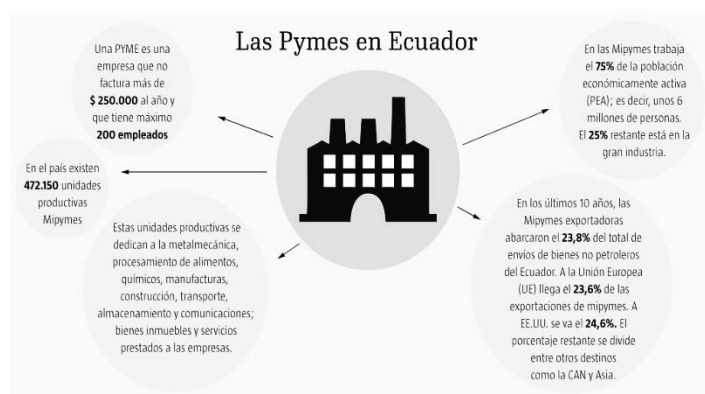 Las Pymes en Ecuador
Una PYME es una
empresa que no
factura más de
$ 250.000 al año y
que tiene máximo
200 empleados
En el país existen
472.150 unidades
productivas
Mipymes
Estas unidades productivas se
dedican a la metalmecánica,
procesamiento de alimentos,
químicos, manufacturas,
construcción, transporte,
almacenamiento y comunicaciones;
bienes inmuebles y servicios
prestados a las empresas.
En las Mipymes trabaja
el 75% de la población
económicamente activa
(PEA); es decir, unos 6
millones de personas.
El 25% restante está en la
gran industria.
En los últimos 10 años, las
Mipymes exportadoras
abarcaron el 23,8% del total de
envíos de bienes no petroleros
del Ecuador. A la Unión Europea
(UE) llega el 23,6% de las
exportaciones de mipymes. A
EE.UU. se va el 24,6%. El
porcentaje restante se divide
entre otros destinos
como la CAN y Asia.